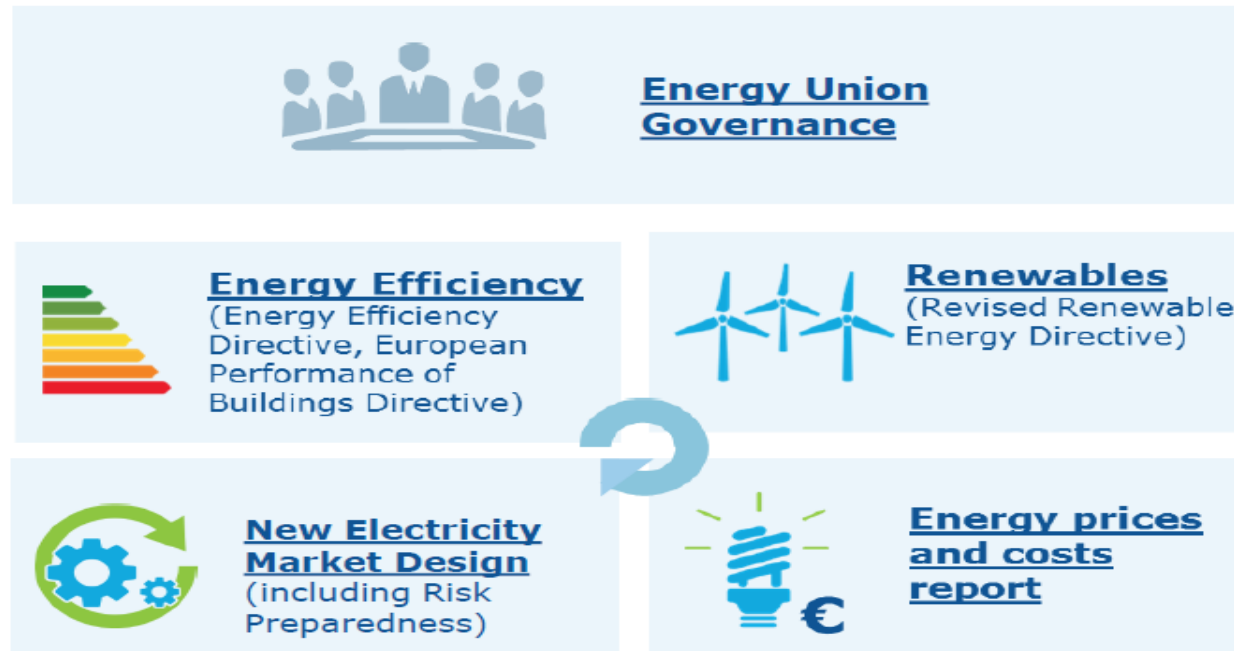 Energy Union
Governance
Energy Efficiency
(Energy Efficiency
Directive, European
Performance of
Buildings Directive)
Renewables
(Revised Renewable
Energy Directive)
New Electricity
Market Design
(including Risk
Preparedness)
Energy prices
and costs
report
€